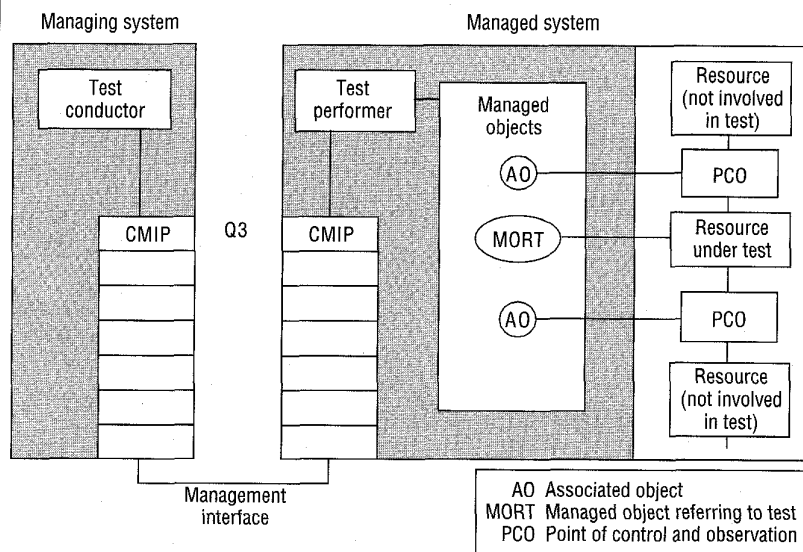 Managing system
Managed system
Test
conductor
Test
performer
Managed
objects
Resource
(not involved
in test)
AO
PCO
CMIP
Q3
CMIP
MORT
Resource
under test
AO
PCO
Resource
(not involved
in test)
Management
interface
AO Associated object
MORT Managed object referring to test
PCO Point of control and observation